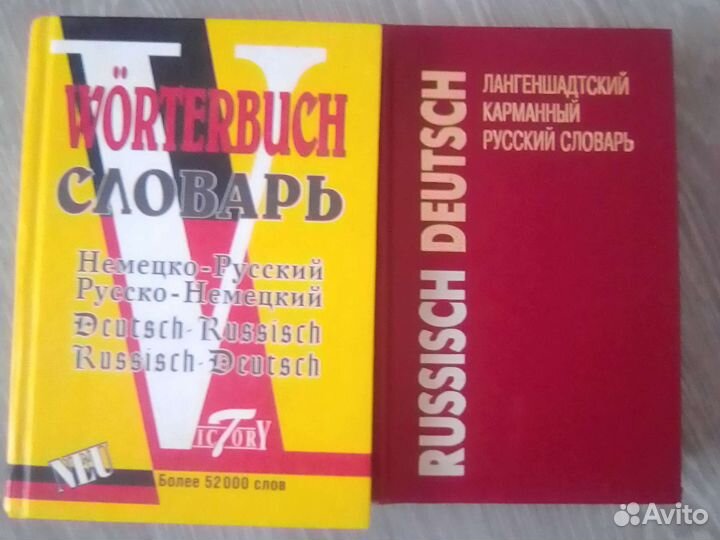 WÖRTERBUCH
СЛОВАРЬ
Немецко-Русский
Русско-Немецкий
Deutsch-Russisch
Russisch-Deutsch
VICTORY
NEU
Более 52000 слов
RUSSISCH DEUTSCH
ЛАНГЕНШАДТСКИЙ
КАРМАННЫЙ
РУССКИЙ СЛОВАРЬ
Avito